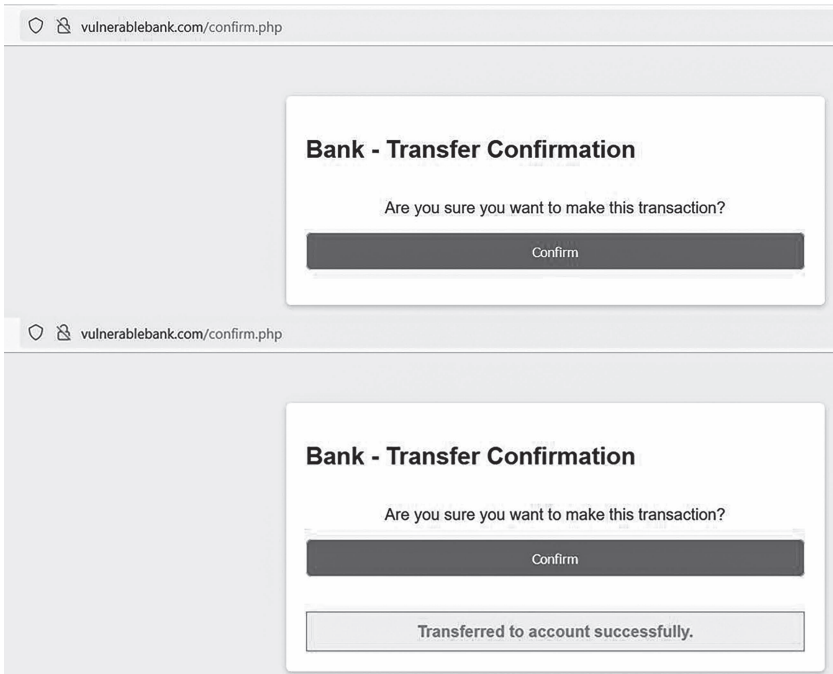 vulnerablebank.com/confirm.php
Bank - Transfer Confirmation
Are you sure you want to make this transaction?
Confirm
vulnerablebank.com/confirm.php
Bank - Transfer Confirmation
Are you sure you want to make this transaction?
Confirm
Transferred to account successfully.